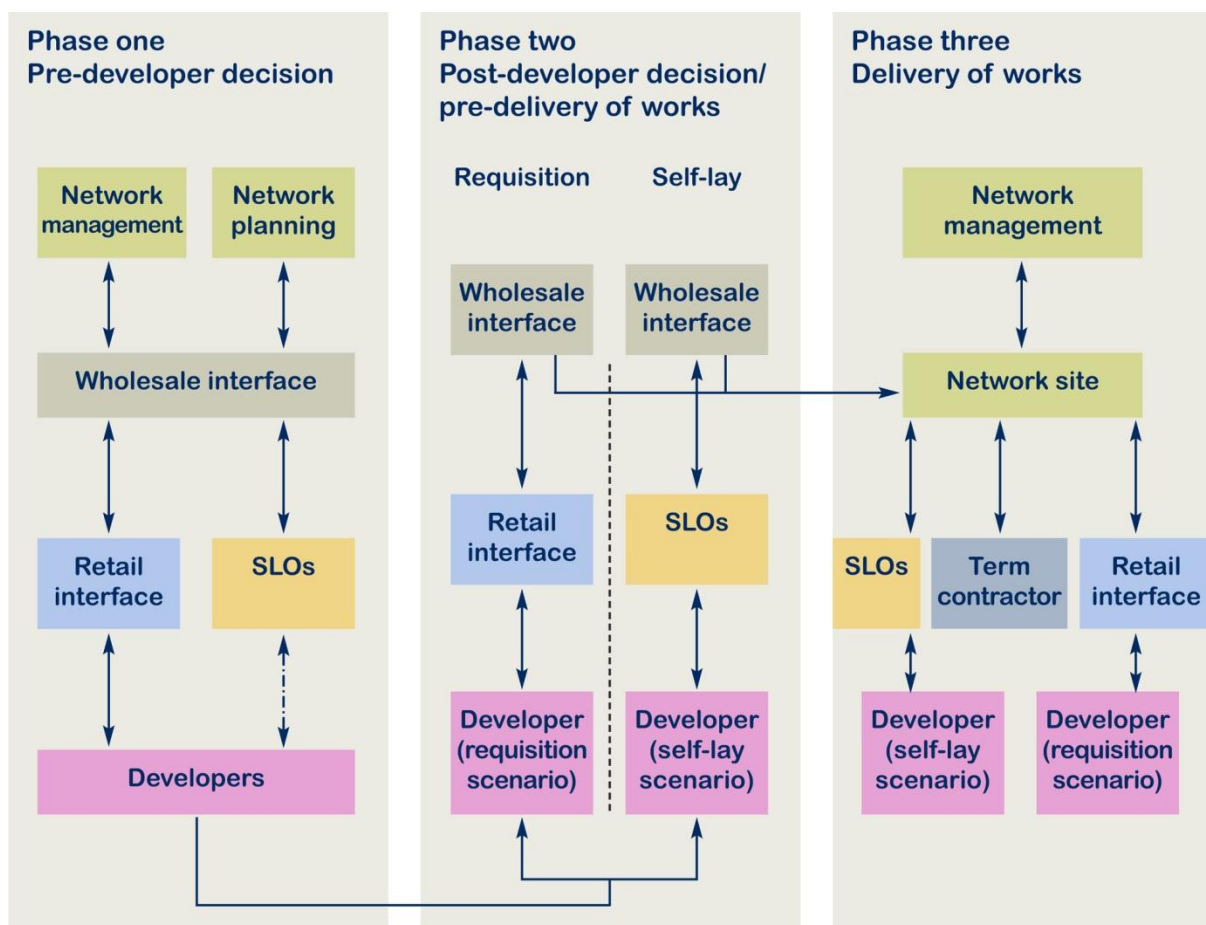 Phase one
Pre-developer decision
Network
management
Network
planning
Wholesale interface
Retail
interface
SLOs
Developers
Phase two
Post-developer decision/
pre-delivery of works
Requisition
Self-lay
Wholesale
interface
Wholesale
interface
Retail
interface
SLOs
Developer
(requisition
scenario)
Developer
(self-lay
scenario)
Phase three
Delivery of works
Network
management
Network site
SLOs
Term
contractor
Retail
interface
Developer
(self-lay
scenario)
Developer
(requisition
scenario)